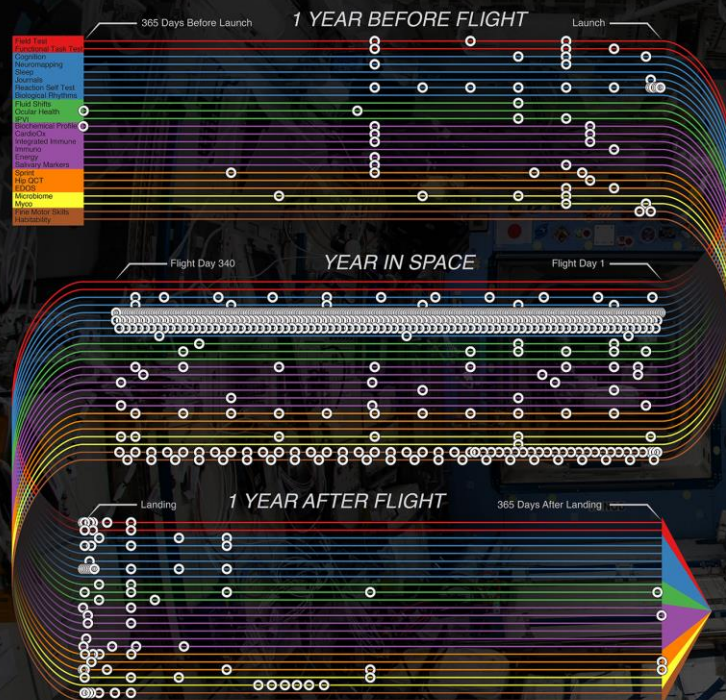 1 YEAR BEFORE FLIGHT
365 Days Before Launch
Launch
Field Test
Functional Task Test
Cognition
Neuromapping
Sleep
Journals
Reaction Self Test
Biological Rhythms
Fluid Shifts
Ocular Health
IPVI
Biochemical Profile
CardioOx
Integrated Immune
Immuno
Energy
Salivary Markers
Sprint
Hip QCT
EDOS
Microbiome
Myco
Fine Motor Skills
Habitability
Flight Day 340
YEAR IN SPACE
Flight Day 1
Landing
1 YEAR AFTER FLIGHT
365 Days After Landing